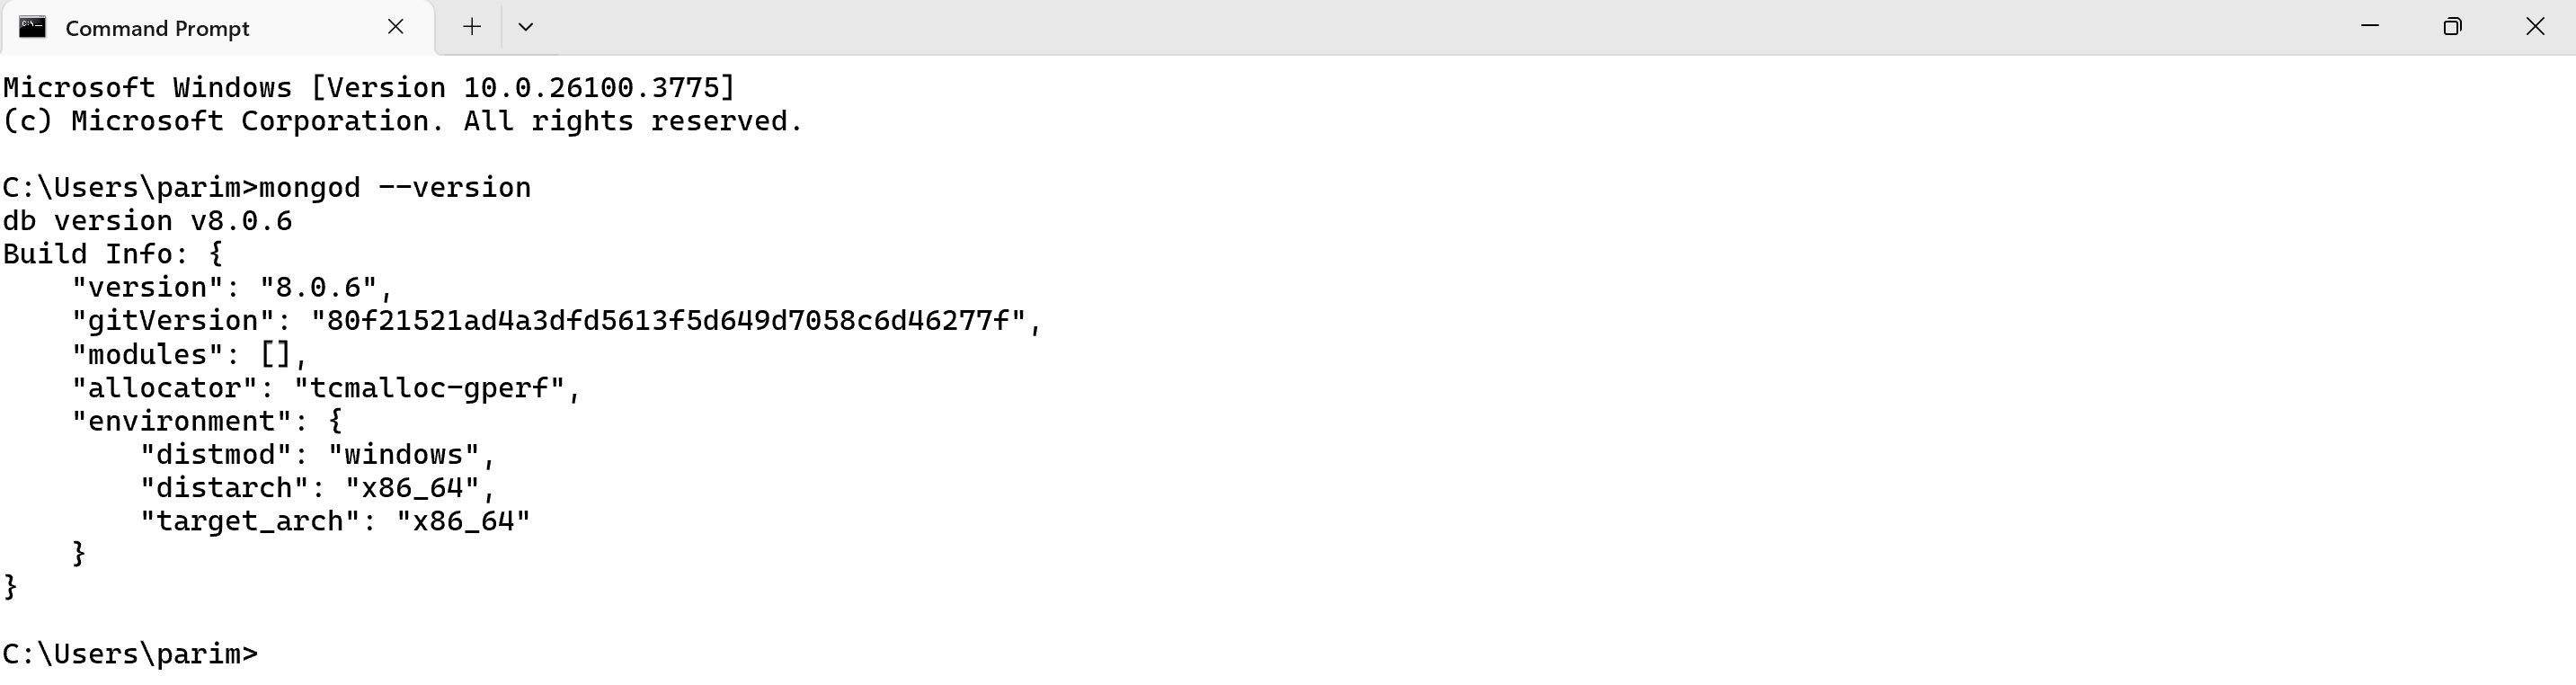 Command Prompt
Microsoft Windows [Version 10.0.26100.3775]
(c) Microsoft Corporation. All rights reserved.

C:\Users\parim>mongod --version
db version v8.0.6
Build Info: {
    "version": "8.0.6",
    "gitVersion": "80f21521ad4a3dfd5613f5d649d7058c6d46277f",
    "modules": [],
    "allocator": "tcmalloc-gperf",
    "environment": {
        "distmod": "windows",
        "distarch": "x86_64",
        "target_arch": "x86_64"
    }
}

C:\Users\parim>